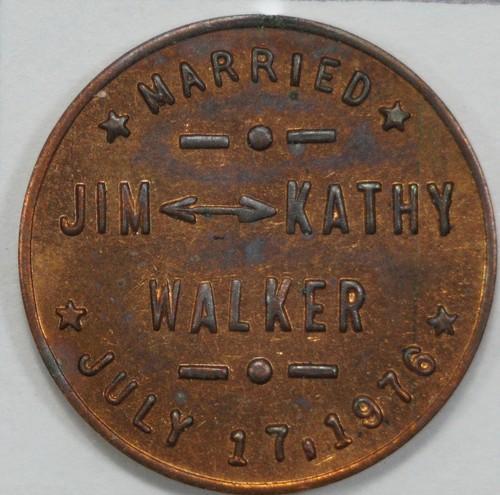 MARRIED
JIM ↔ KATHY
WALKER
JULY 17, 1976